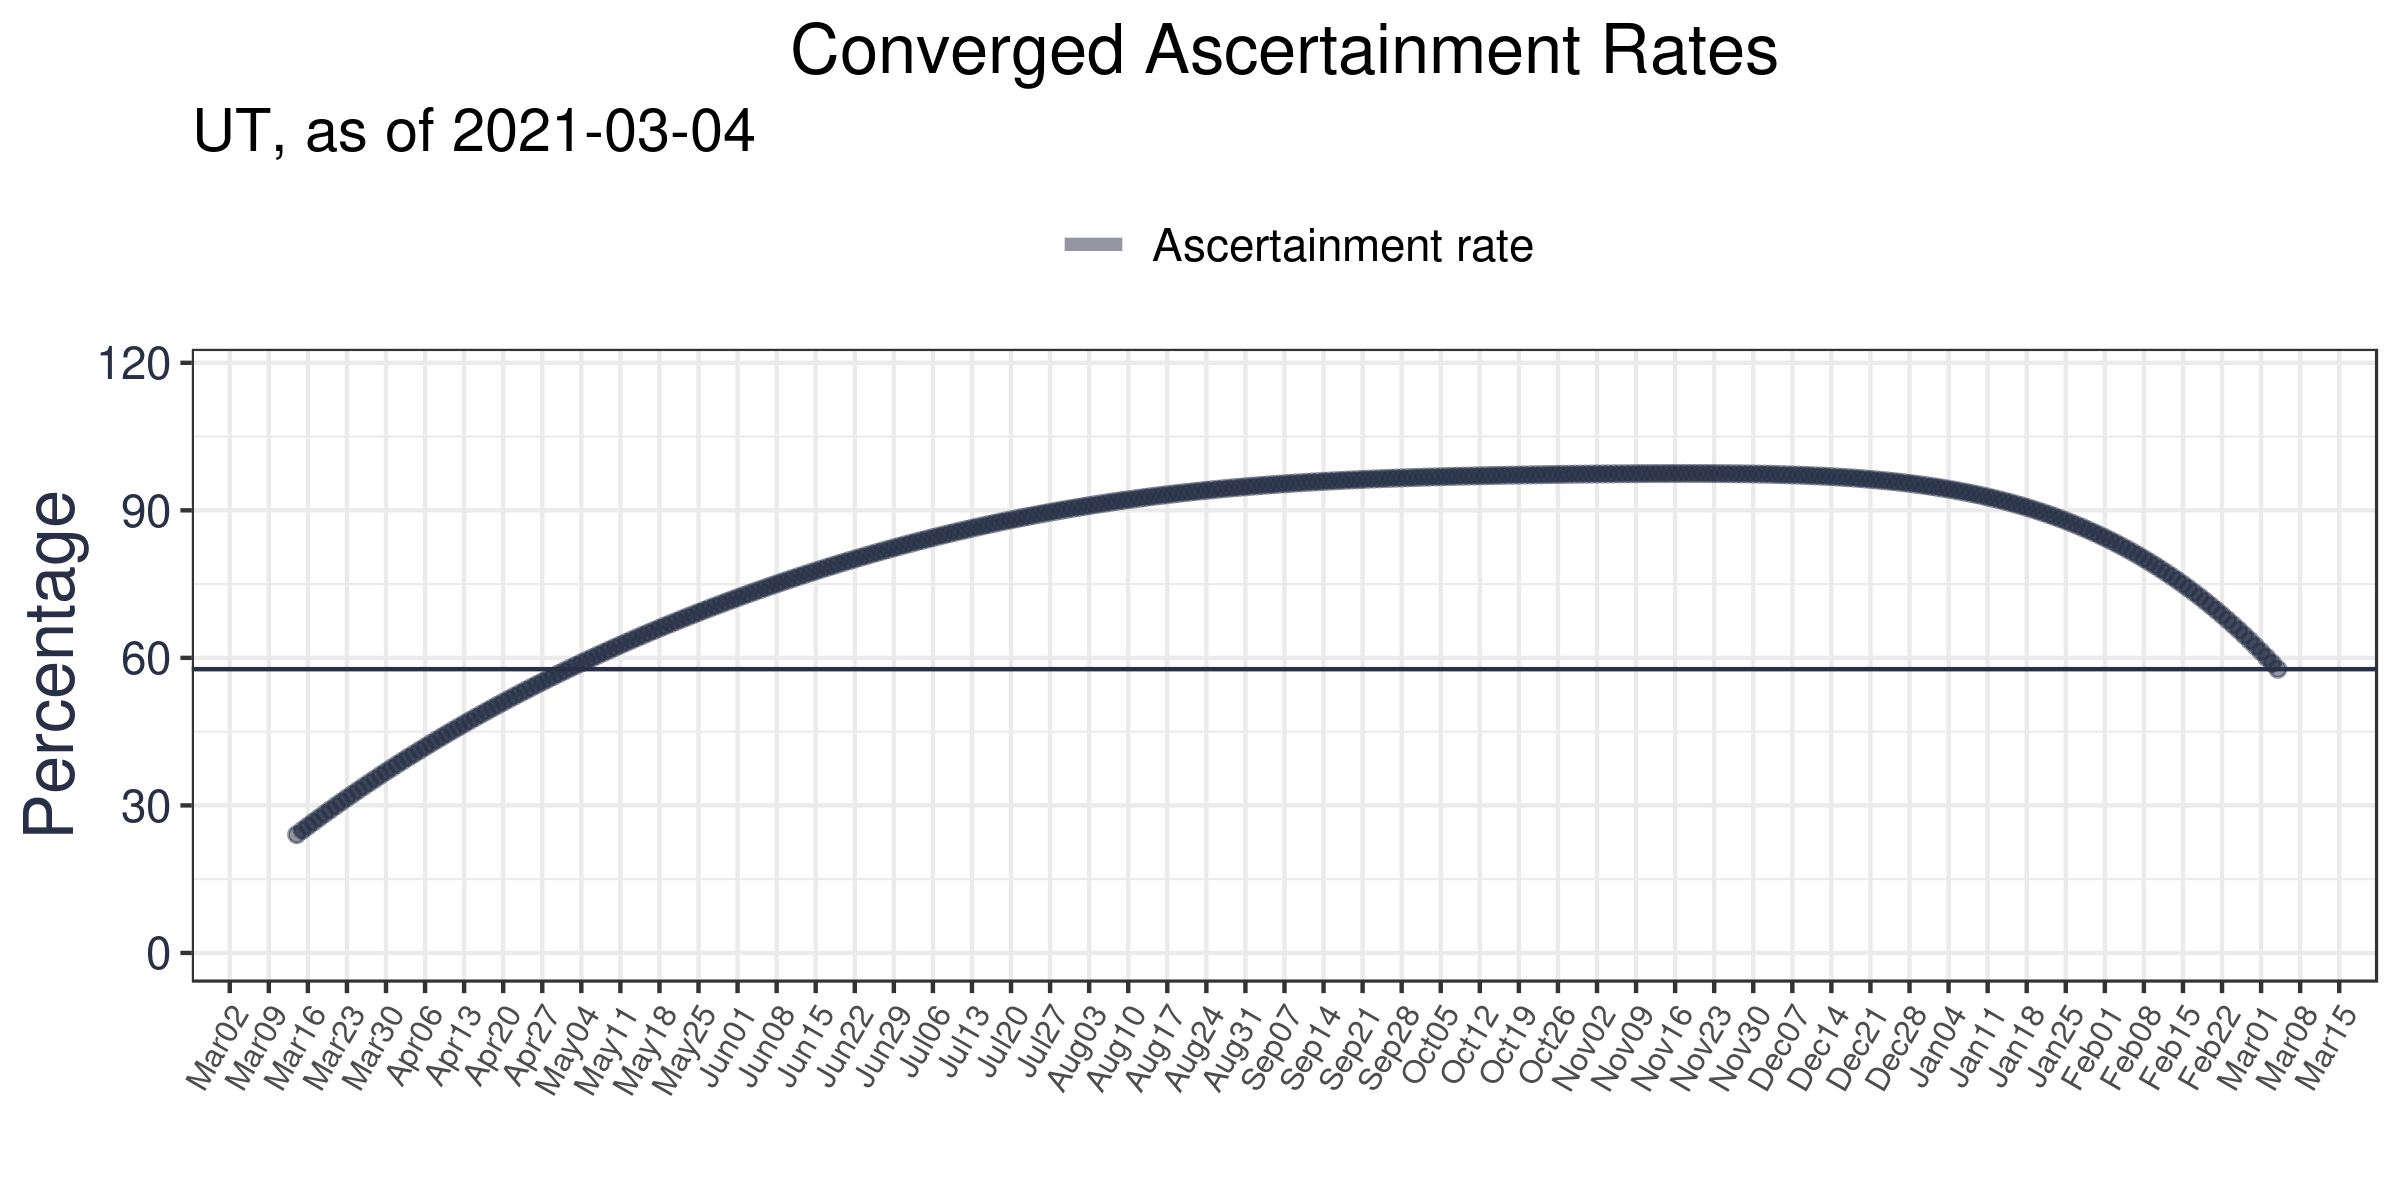 Converged Ascertainment Rates
UT, as of 2021-03-04
Ascertainment rate
Percentage
120
90
60
30
0
Mar02 Mar09 Mar16 Mar23 Mar30 Apr06 Apr13 Apr20 Apr27 May04 May11 May18 May25 Jun01 Jun08 Jun15 Jun22 Jun29 Jul06 Jul13 Jul20 Jul27 Aug03 Aug10 Aug17 Aug24 Aug31 Sep07 Sep14 Sep21 Sep28 Oct05 Oct12 Oct19 Oct26 Nov02 Nov09 Nov16 Nov23 Nov30 Dec07 Dec14 Dec21 Dec28 Jan04 Jan11 Jan18 Jan25 Feb01 Feb08 Feb15 Feb22 Mar01 Mar08 Mar15